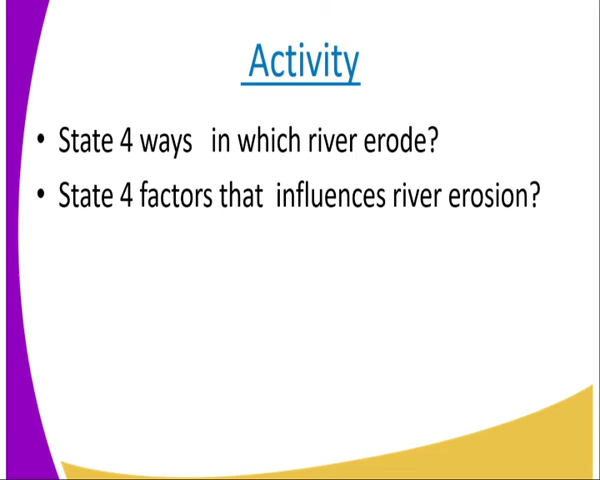 Activity
• State 4 ways in which river erode?
• State 4 factors that influences river erosion?